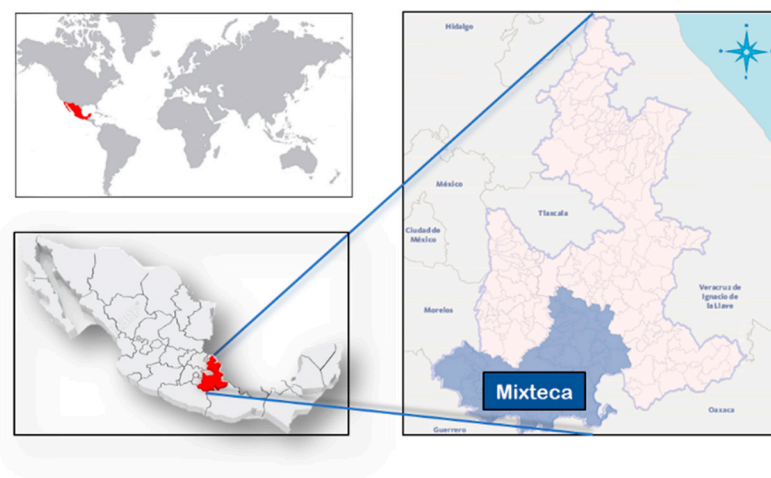 Hidalgo
México
Tlaxcala
Ciudad de
México
Morelos
Veracruz de
Ignacio de
la Llave
Mixteca
Oaxaca
Guerrero